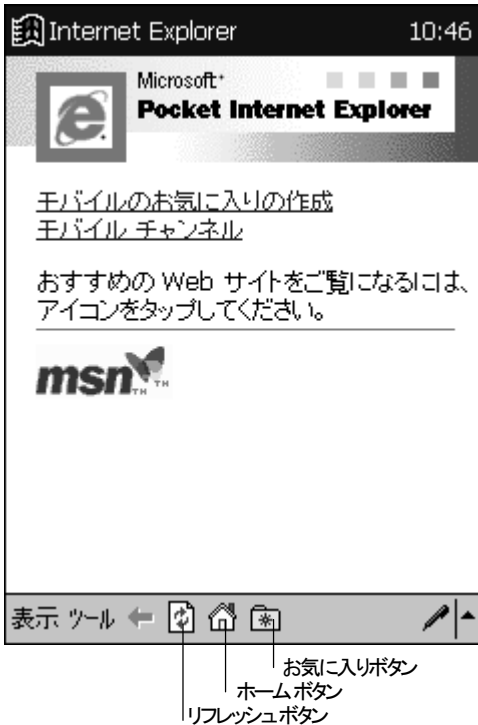 Internet Explorer 10:46
Microsoft
Pocket Internet Explorer
モバイルのお気に入りの作成
モバイル チャンネル
おすすめの Web サイトをご覧になるには、
アイコンをタップしてください。
msn TM TM
表示 ツール
お気に入りボタン
ホームボタン
リフレッシュボタン